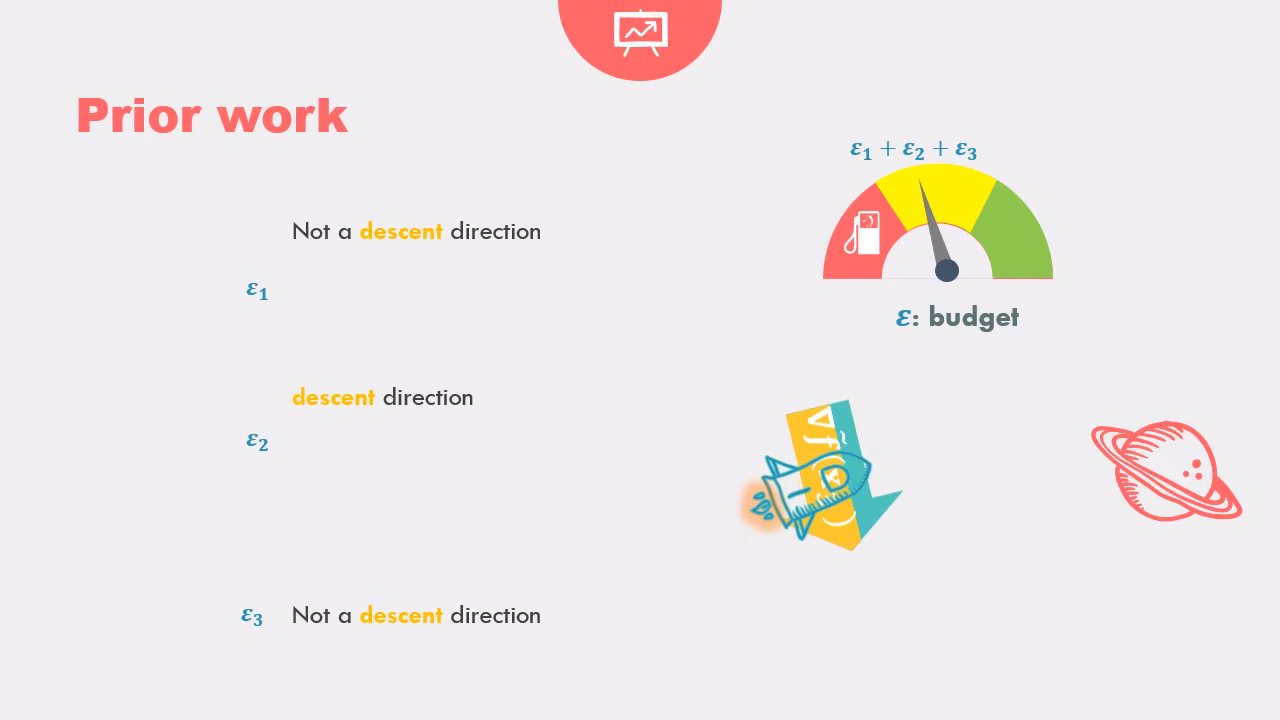 Prior work
ε₁ + ε₂ + ε₃
Not a descent direction
ε₁
ε: budget
descent direction
ε₂
ε₃ Not a descent direction